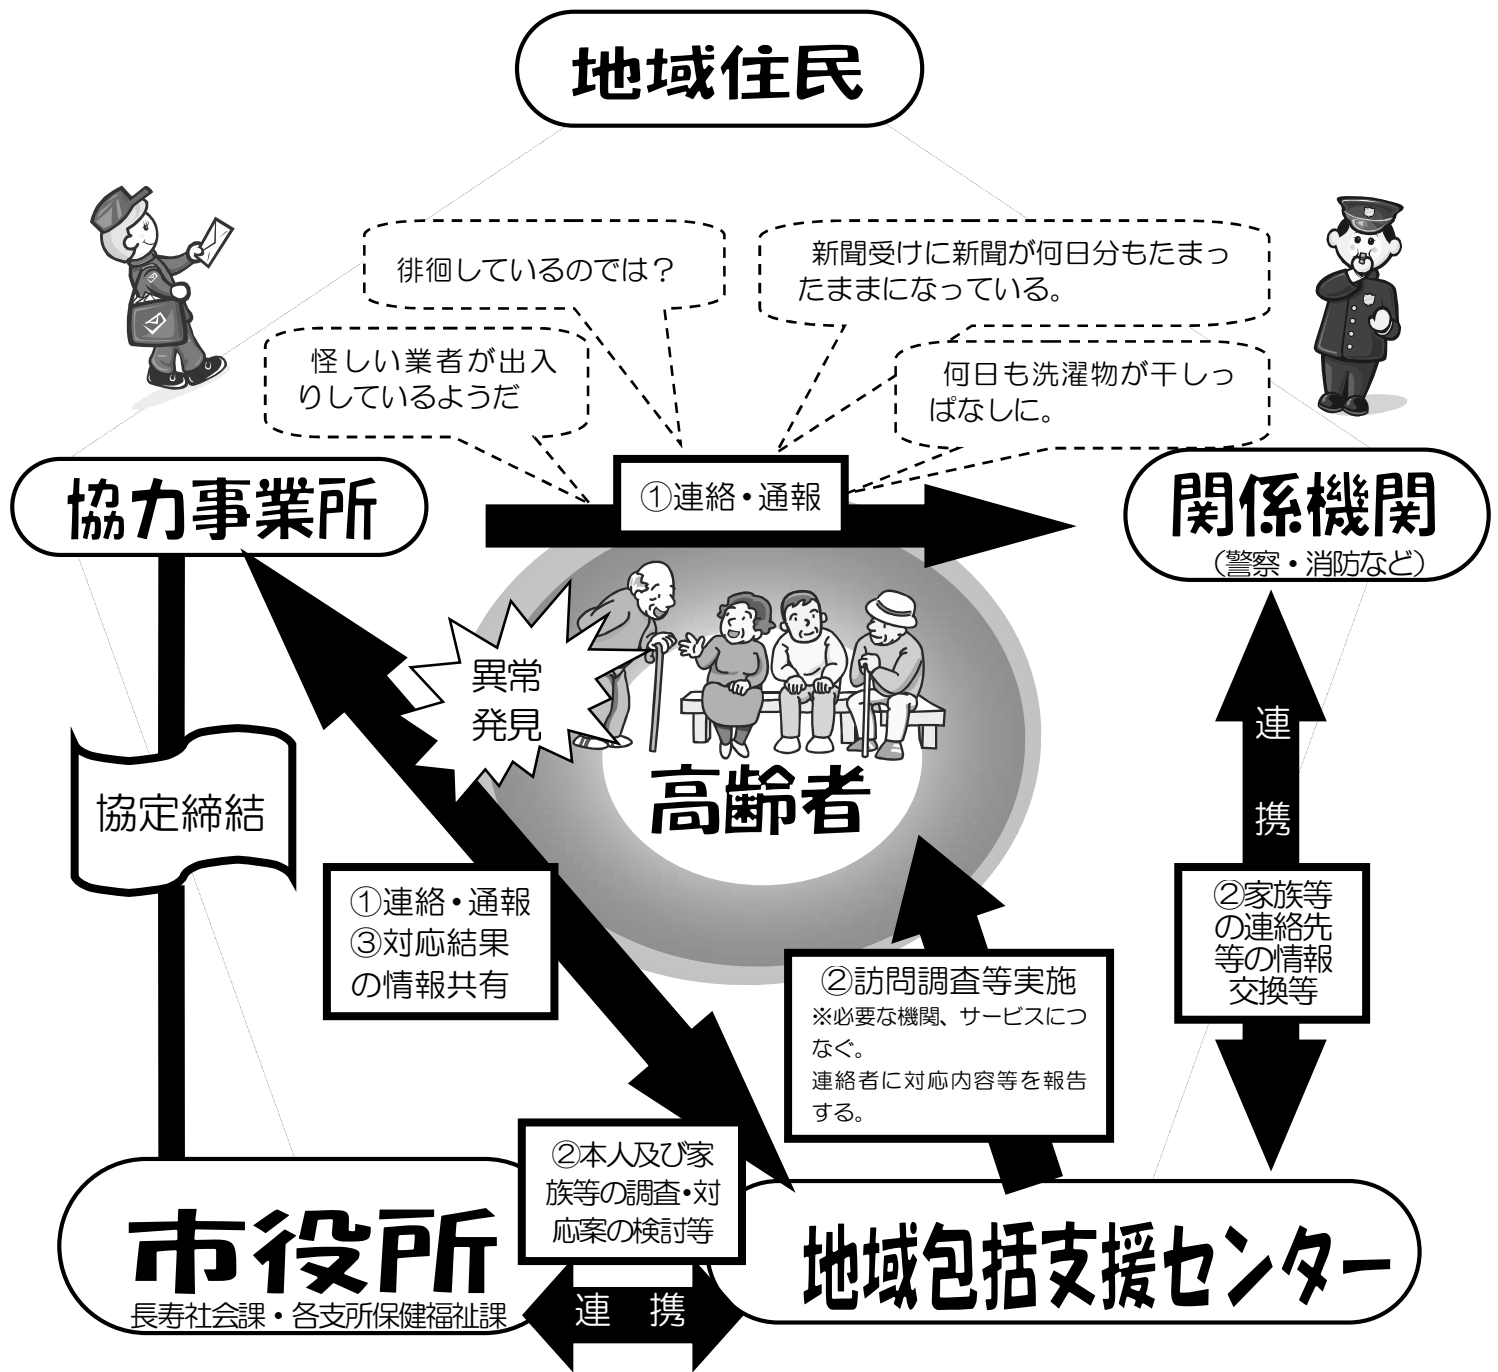 地域住民
徘徊しているのでは？
新聞受けに新聞が何日分もたまっ
たままになっている。
怪しい業者が出入
りしているようだ
何日も洗濯物が干しっ
ぱなしに。
協力事業所
①連絡・通報
関係機関
（警察・消防など）
異常
発見
高齢者
連
携
協定締結
①連絡・通報
③対応結果
の情報共有
②訪問調査等実施
※必要な機関、サービスにつ
なぐ。
連絡者に対応内容等を報告
する。
②家族等
の連絡先
等の情報
交換等
②本人及び家
族等の調査・対
応案の検討等
市役所
長寿社会課・各支所保健福祉課
連　携
地域包括支援センター